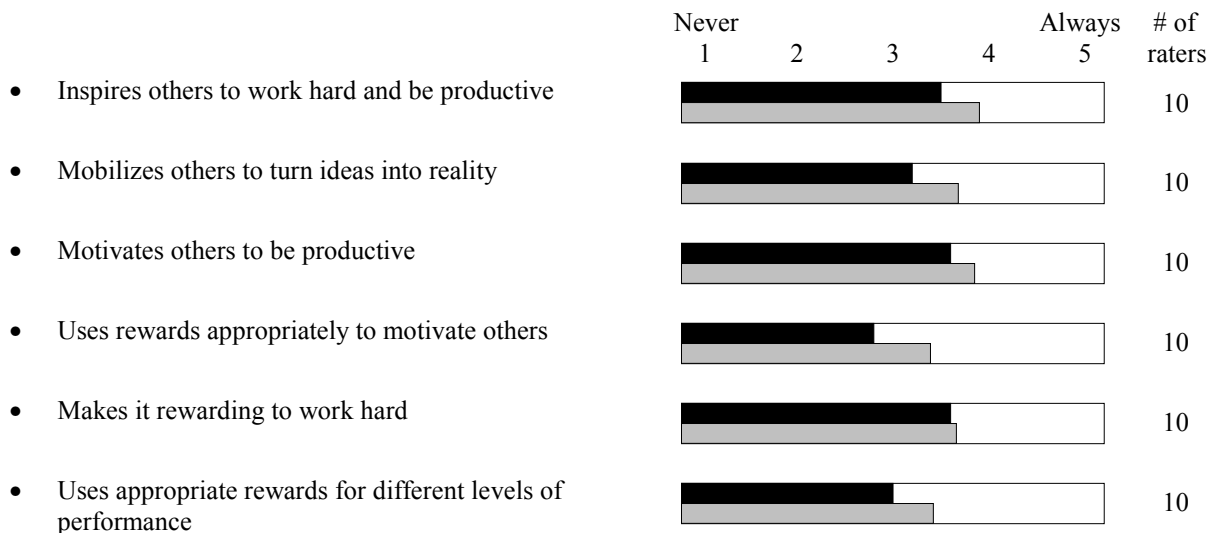 Never Always # of
1 2 3 4 5 raters
• Inspires others to work hard and be productive 10
• Mobilizes others to turn ideas into reality 10
• Motivates others to be productive 10
• Uses rewards appropriately to motivate others 10
• Makes it rewarding to work hard 10
• Uses appropriate rewards for different levels of 10
performance